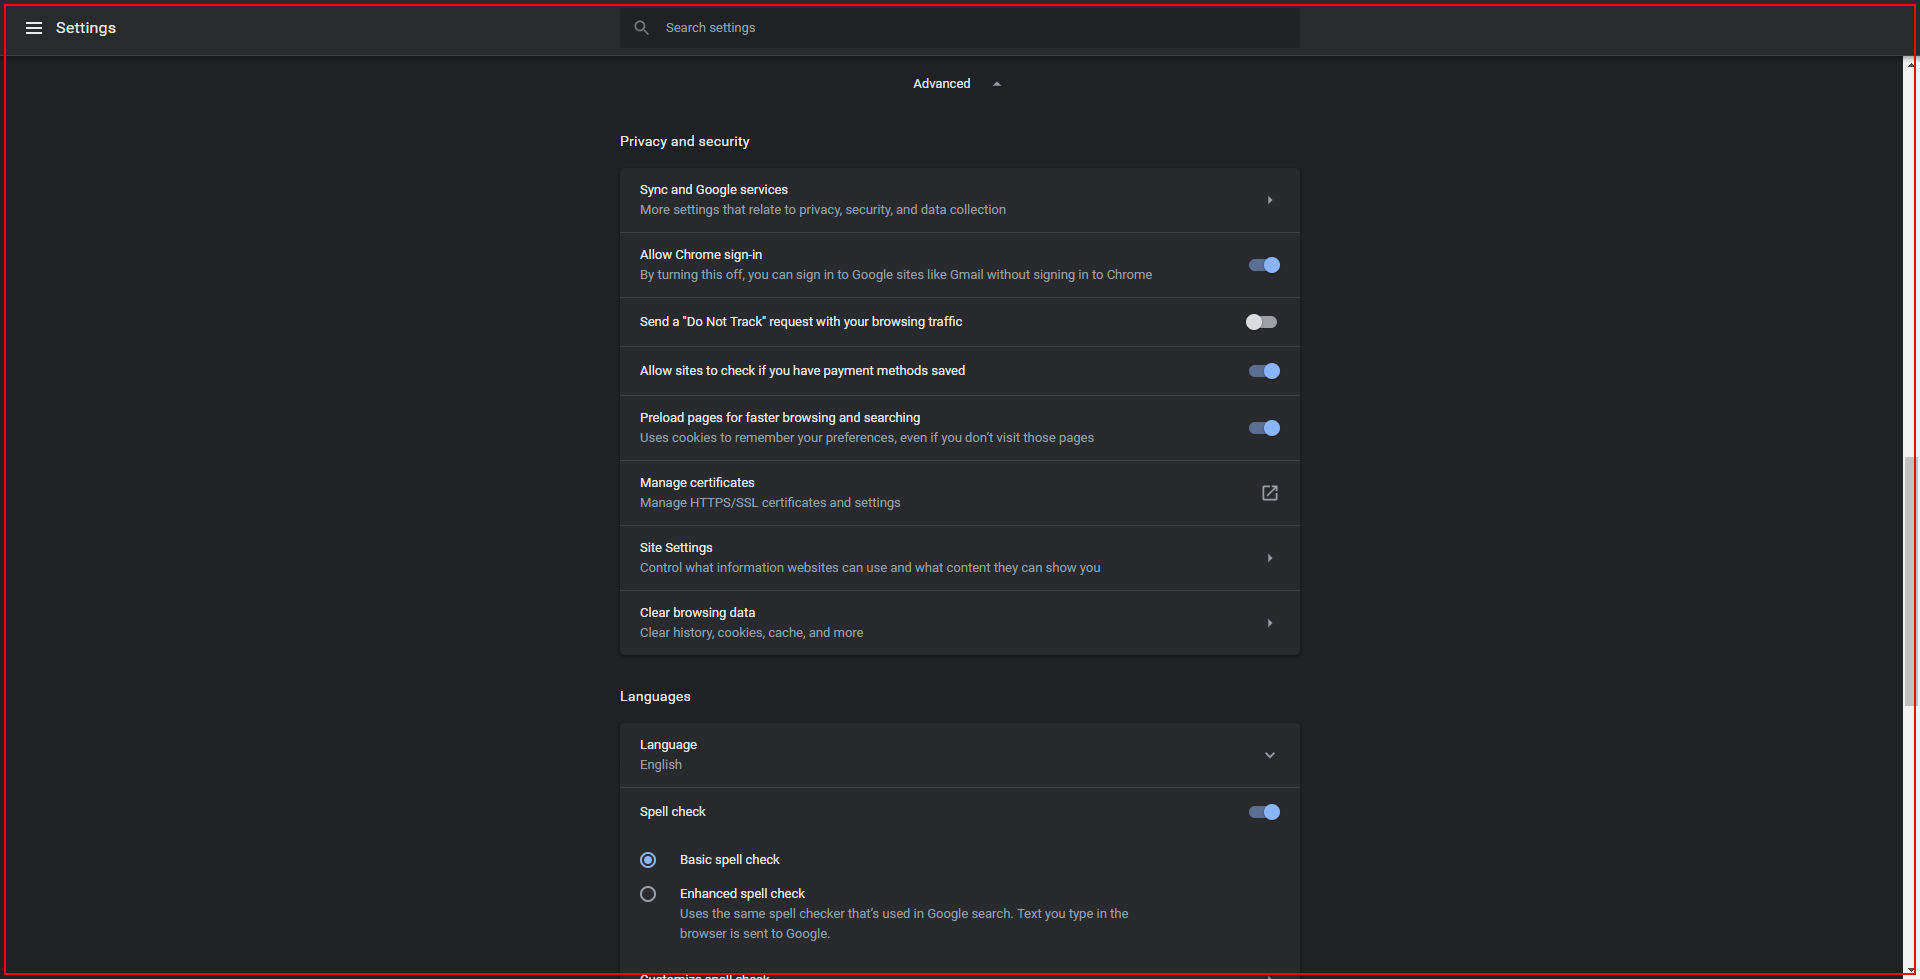 Settings
Search settings
Advanced
Privacy and security
Sync and Google services
More settings that relate to privacy, security, and data collection
Allow Chrome sign-in
By turning this off, you can sign in to Google sites like Gmail without signing in to Chrome
Send a "Do Not Track" request with your browsing traffic
Allow sites to check if you have payment methods saved
Preload pages for faster browsing and searching
Uses cookies to remember your preferences, even if you don’t visit those pages
Manage certificates
Manage HTTPS/SSL certificates and settings
Site Settings
Control what information websites can use and what content they can show you
Clear browsing data
Clear history, cookies, cache, and more
Languages
Language
English
Spell check
Basic spell check
Enhanced spell check
Uses the same spell checker that’s used in Google search. Text you type in the
browser is sent to Google.
Customize spell check